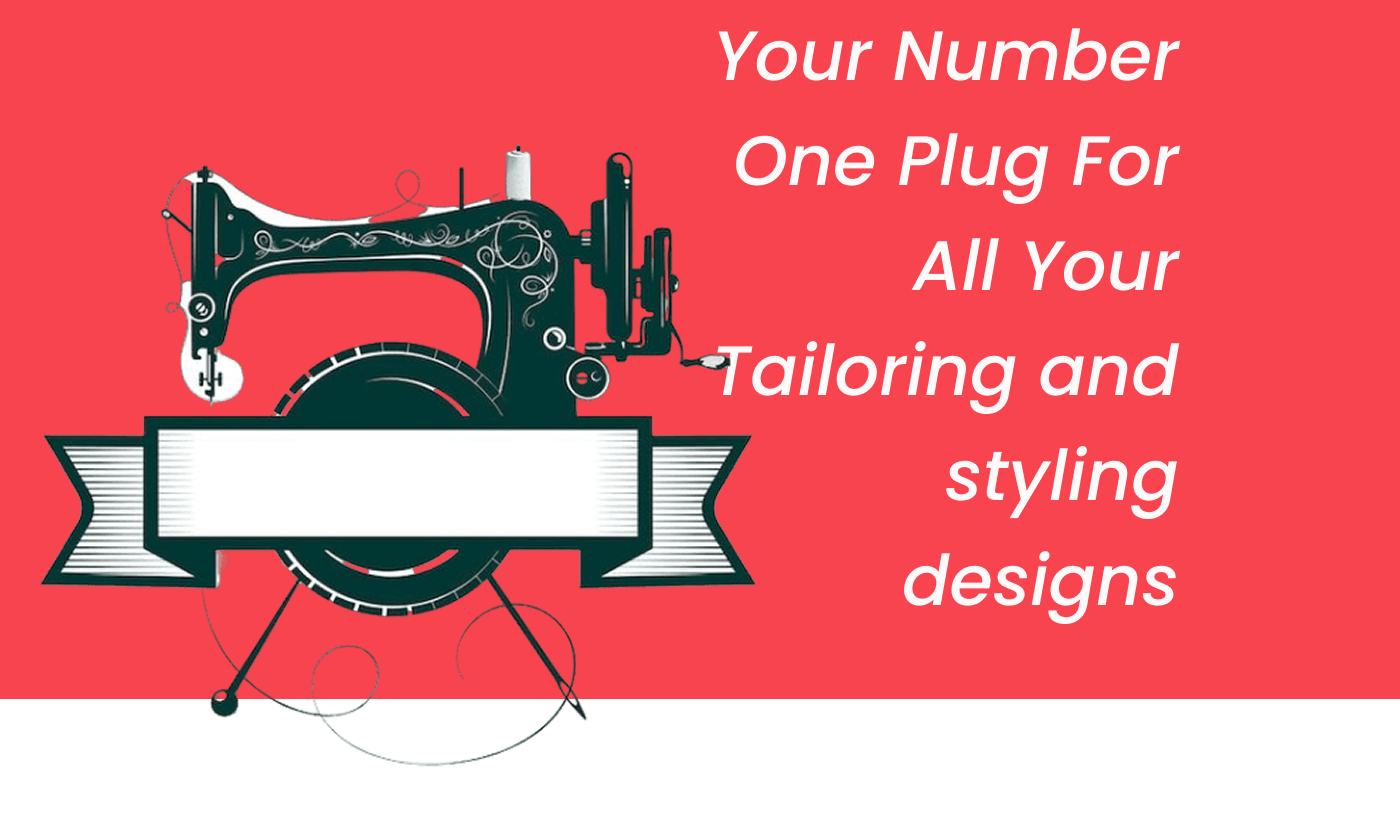 Your Number
One Plug For
All Your
Tailoring and
styling
designs